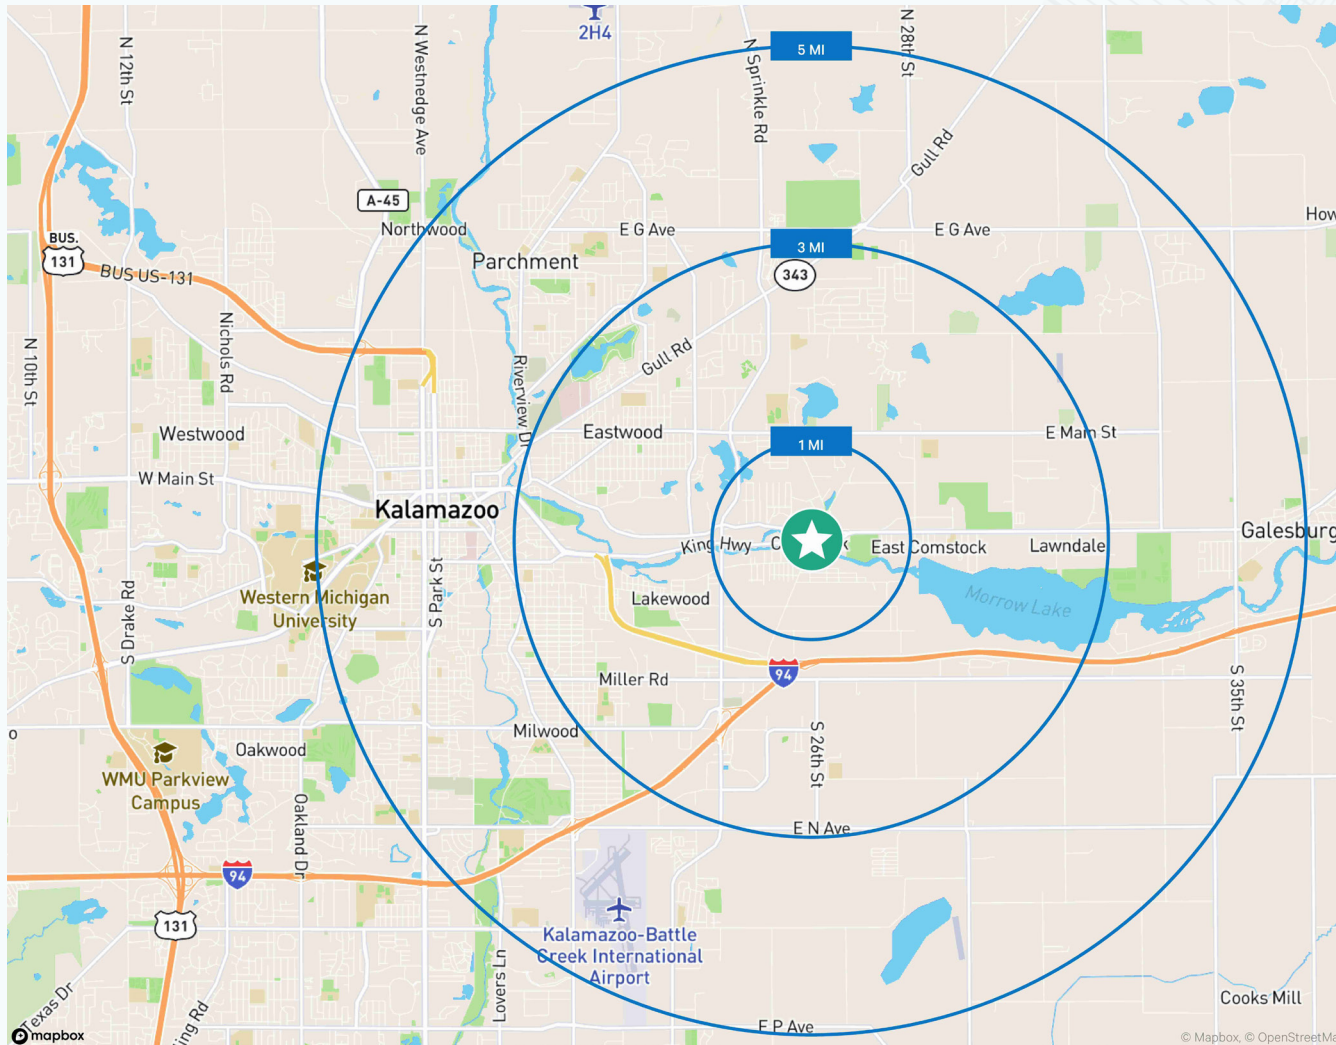 2H4
N 12th St
N Westnedge Ave
N Sprinkle Rd
N 28th St
5 MI
Gull Rd
A-45
Northwood
E G Ave
E G Ave
How
BUS.
131
BUS US-131
Parchment
3 MI
343
Nichols Rd
N 10th St
Riverview Dr
Gull Rd
Westwood
Eastwood
1 MI
E Main St
W Main St
Kalamazoo
King Hwy
East Comstock
Lawndale
Galesburg
Western Michigan
University
S Park St
S Drake Rd
Lakewood
Morrow Lake
Miller Rd
94
S 26th St
S 35th St
Milwood
o
Oakwood
WMU Parkview
Campus
Oakland Dr
E N Ave
94
131
Kalamazoo-Battle
Creek International
Airport
Lovers Ln
Texas Dr
ing Rd
Cooks Mill
E P Ave
mapbox
© Mapbox, © OpenStreetMa